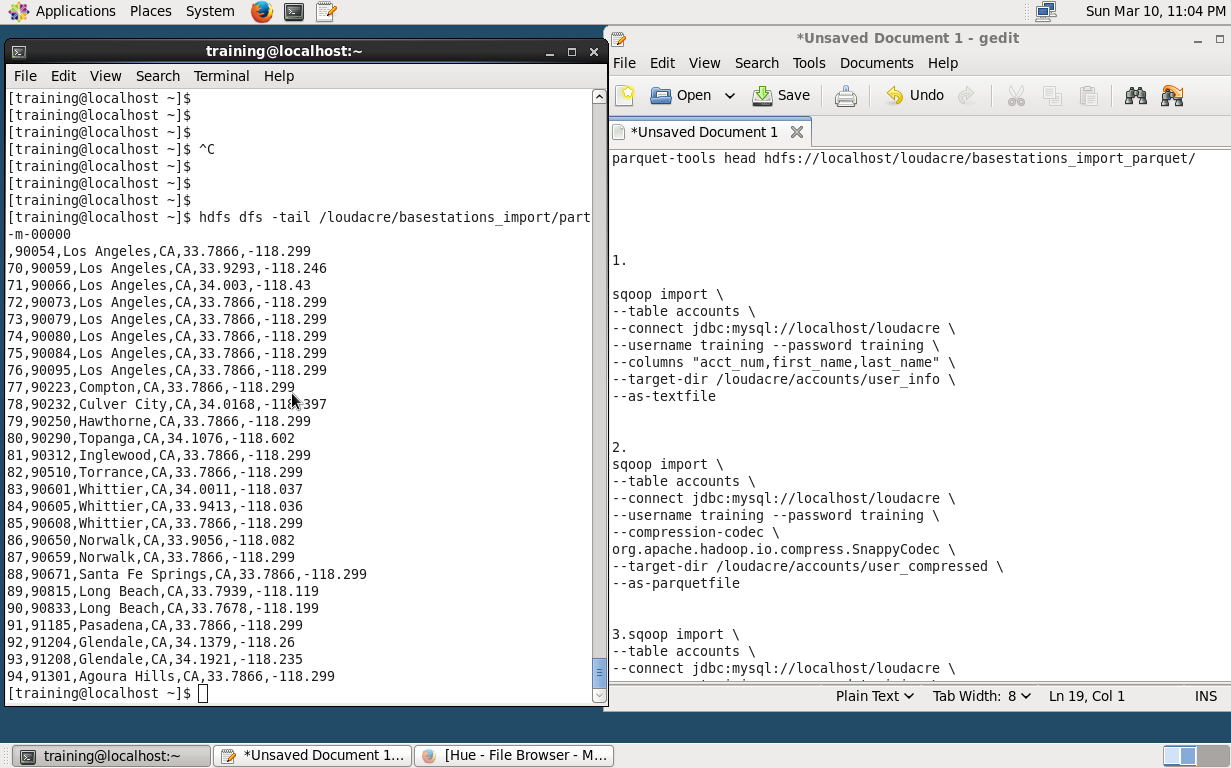 Applications Places System Sun Mar 10, 11:04 PM
training@localhost:~
File Edit View Search Terminal Help
[training@localhost ~]$
[training@localhost ~]$
[training@localhost ~]$
[training@localhost ~]$ ^C
[training@localhost ~]$
[training@localhost ~]$
[training@localhost ~]$
[training@localhost ~]$ hdfs dfs -tail /loudacre/basestations_import/part
-m-00000
,90054,Los Angeles,CA,33.7866,-118.299
70,90059,Los Angeles,CA,33.9293,-118.246
71,90066,Los Angeles,CA,34.003,-118.43
72,90073,Los Angeles,CA,33.7866,-118.299
73,90079,Los Angeles,CA,33.7866,-118.299
74,90080,Los Angeles,CA,33.7866,-118.299
75,90084,Los Angeles,CA,33.7866,-118.299
76,90095,Los Angeles,CA,33.7866,-118.299
77,90223,Compton,CA,33.7866,-118.299
78,90232,Culver City,CA,34.0168,-118.397
79,90250,Hawthorne,CA,33.7866,-118.299
80,90290,Topanga,CA,34.1076,-118.602
81,90312,Inglewood,CA,33.7866,-118.299
82,90510,Torrance,CA,33.7866,-118.299
83,90601,Whittier,CA,34.0011,-118.037
84,90605,Whittier,CA,33.9413,-118.036
85,90608,Whittier,CA,33.7866,-118.299
86,90650,Norwalk,CA,33.9056,-118.082
87,90659,Norwalk,CA,33.7866,-118.299
88,90671,Santa Fe Springs,CA,33.7866,-118.299
89,90815,Long Beach,CA,33.7939,-118.119
90,90833,Long Beach,CA,33.7678,-118.199
91,91185,Pasadena,CA,33.7866,-118.299
92,91204,Glendale,CA,34.1379,-118.26
93,91208,Glendale,CA,34.1921,-118.235
94,91301,Agoura Hills,CA,33.7866,-118.299
[training@localhost ~]$
*Unsaved Document 1 - gedit
File Edit View Search Tools Documents Help
Open Save Undo
*Unsaved Document 1
parquet-tools head hdfs://localhost/loudacre/basestations_import_parquet/
1.
sqoop import \
--table accounts \
--connect jdbc:mysql://localhost/loudacre \
--username training --password training \
--columns "acct_num,first_name,last_name" \
--target-dir /loudacre/accounts/user_info \
--as-textfile
2.
sqoop import \
--table accounts \
--connect jdbc:mysql://localhost/loudacre \
--username training --password training \
--compression-codec \
org.apache.hadoop.io.compress.SnappyCodec \
--target-dir /loudacre/accounts/user_compressed \
--as-parquetfile
3.sqoop import \
--table accounts \
--connect jdbc:mysql://localhost/loudacre \
Plain Text Tab Width: 8 Ln 19, Col 1 INS
training@localhost:~ *Unsaved Document 1... [Hue - File Browser - M...